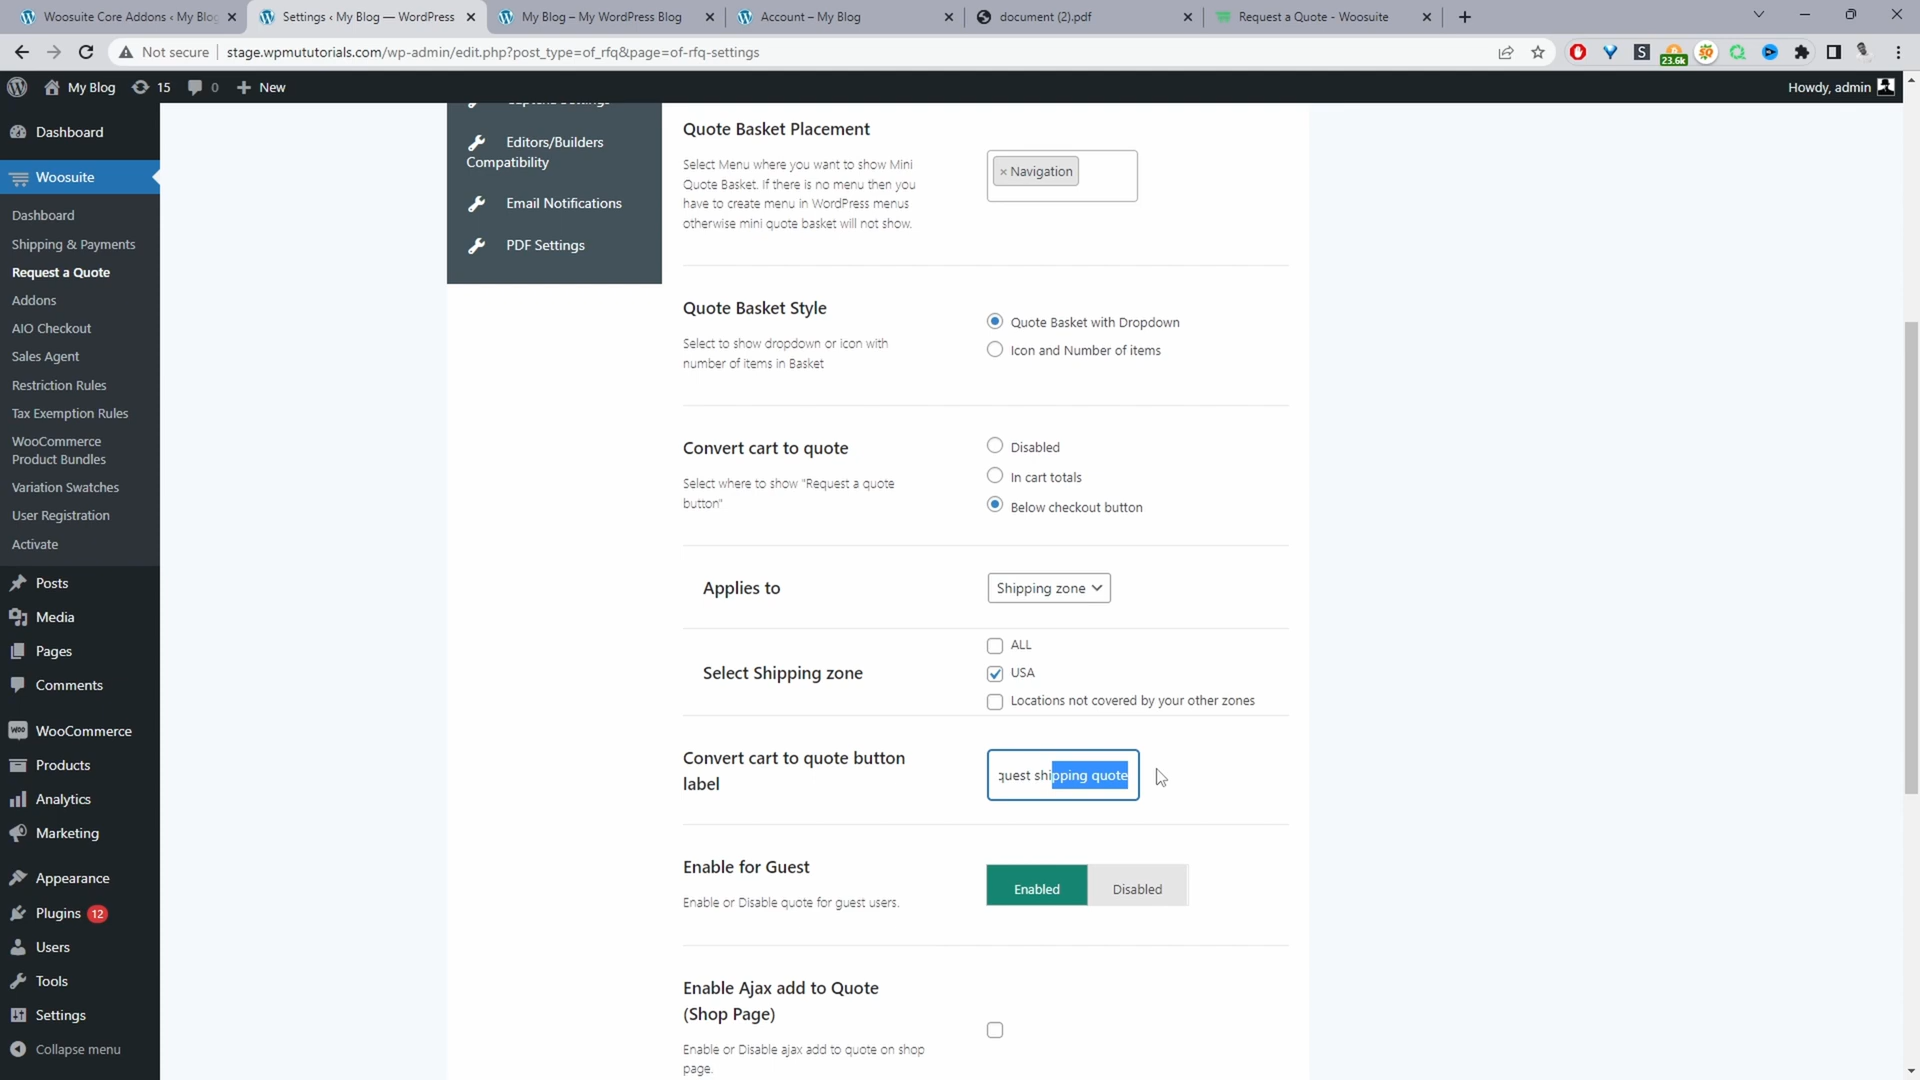 Woosuite Core Addons ‹ My Blog
Settings ‹ My Blog — WordPress
My Blog – My WordPress Blog
Account – My Blog
document (2).pdf
Request a Quote - Woosuite
Not secure
stage.wpmututorials.com/wp-admin/edit.php?post_type=of_rfq&page=of-rfq-settings
23.6k
My Blog
15
0
New
Howdy, admin
Dashboard
Woosuite
Dashboard
Shipping & Payments
Request a Quote
Addons
AIO Checkout
Sales Agent
Restriction Rules
Tax Exemption Rules
WooCommerce
Product Bundles
Variation Swatches
User Registration
Activate
Posts
Media
Pages
Comments
WooCommerce
Products
Analytics
Marketing
Appearance
Plugins 12
Users
Tools
Settings
Collapse menu
Editors/Builders
Compatibility
Email Notifications
PDF Settings
Quote Basket Placement
Select Menu where you want to show Mini
Quote Basket. If there is no menu then you
have to create menu in WordPress menus
otherwise mini quote basket will not show.
× Navigation
Quote Basket Style
Select to show dropdown or icon with
number of items in Basket
Quote Basket with Dropdown
Icon and Number of items
Convert cart to quote
Select where to show "Request a quote
button"
Disabled
In cart totals
Below checkout button
Applies to
Shipping zone
Select Shipping zone
ALL
USA
Locations not covered by your other zones
Convert cart to quote button
label
quest shipping quote
Enable for Guest
Enable or Disable quote for guest users.
Enabled
Disabled
Enable Ajax add to Quote
(Shop Page)
Enable or Disable ajax add to quote on shop
page.